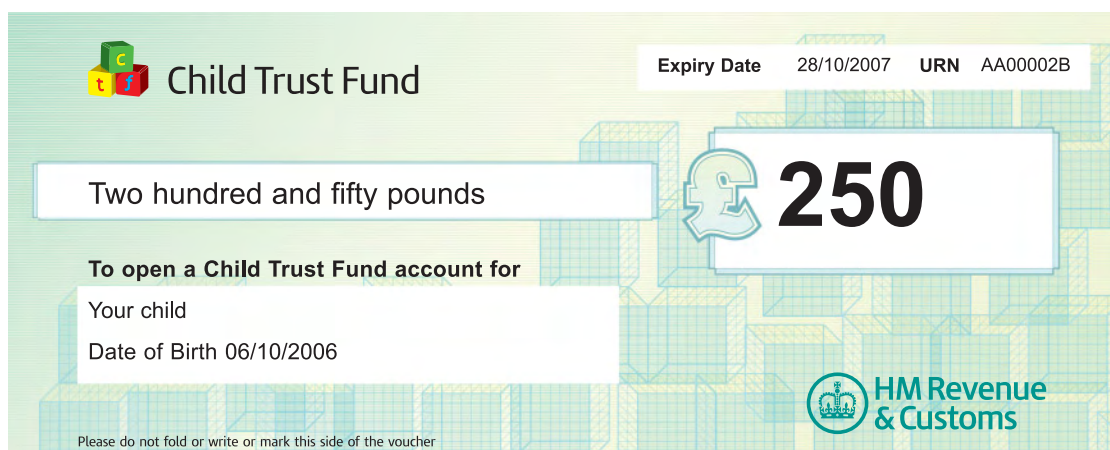 C
t f
Child Trust Fund
Expiry Date 28/10/2007 URN AA00002B
Two hundred and fifty pounds
£ 250
To open a Child Trust Fund account for
Your child
Date of Birth 06/10/2006
HM Revenue
& Customs
Please do not fold or write or mark this side of the voucher